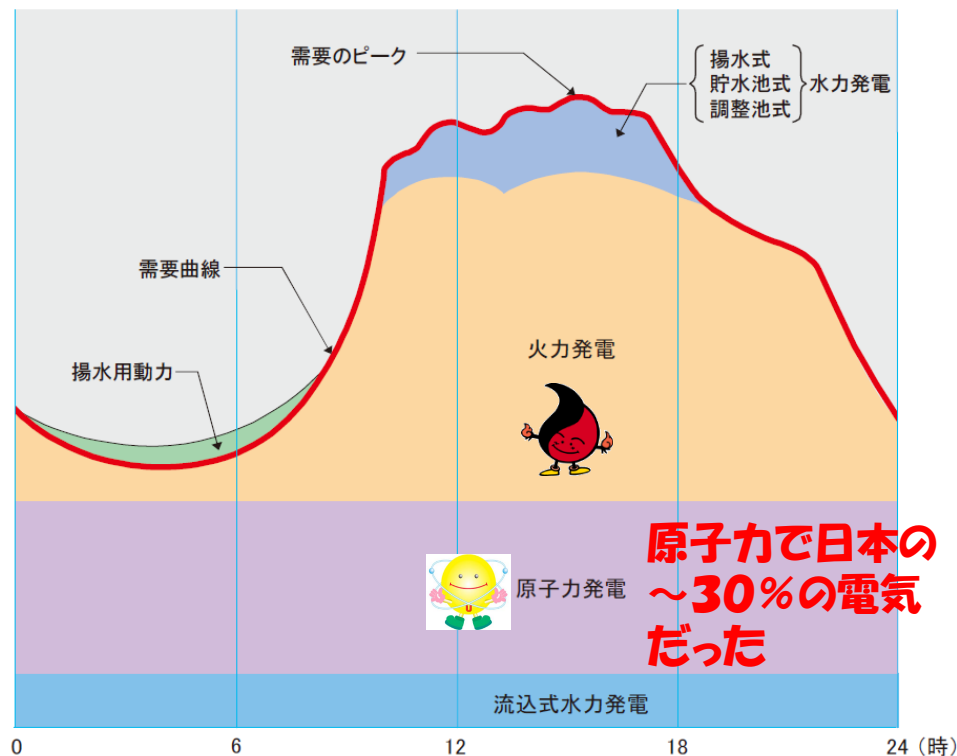 需要のピーク
揚水式
貯水池式
調整池式
水力発電
需要曲線
揚水用動力
火力発電
原子力で日本の
～30％の電気
だった
原子力発電
U
流込式水力発電
0 6 12 18 24（時）